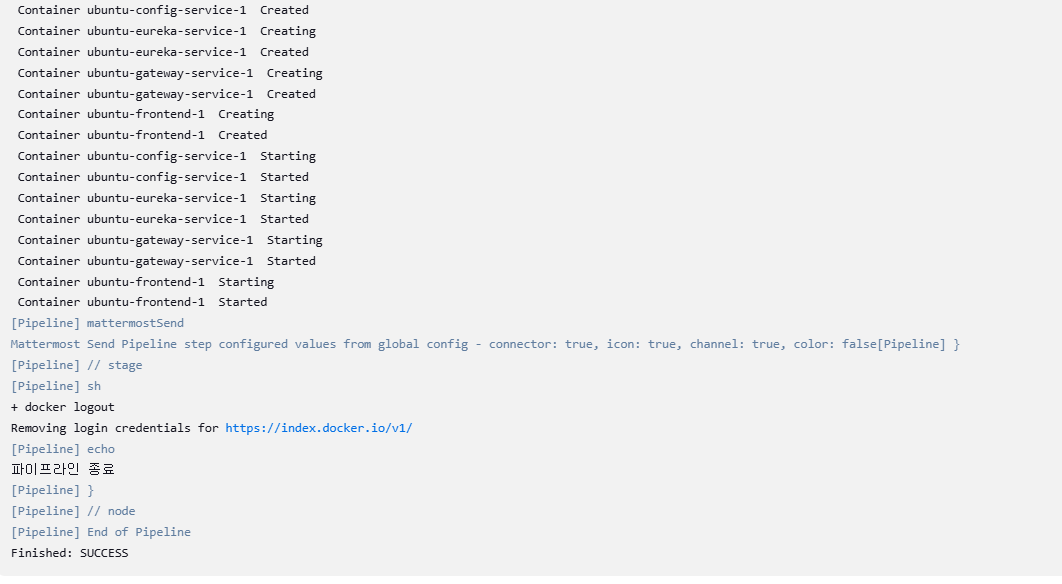 Container ubuntu-config-service-1  Created
Container ubuntu-eureka-service-1  Creating
Container ubuntu-eureka-service-1  Created
Container ubuntu-gateway-service-1  Creating
Container ubuntu-gateway-service-1  Created
Container ubuntu-frontend-1  Creating
Container ubuntu-frontend-1  Created
Container ubuntu-config-service-1  Starting
Container ubuntu-config-service-1  Started
Container ubuntu-eureka-service-1  Starting
Container ubuntu-eureka-service-1  Started
Container ubuntu-gateway-service-1  Starting
Container ubuntu-gateway-service-1  Started
Container ubuntu-frontend-1  Starting
Container ubuntu-frontend-1  Started
[Pipeline] mattermostSend
Mattermost Send Pipeline step configured values from global config - connector: true, icon: true, channel: true, color: false[Pipeline] }
[Pipeline] // stage
[Pipeline] sh
+ docker logout
Removing login credentials for https://index.docker.io/v1/
[Pipeline] echo
파이프라인 종료
[Pipeline] }
[Pipeline] // node
[Pipeline] End of Pipeline
Finished: SUCCESS